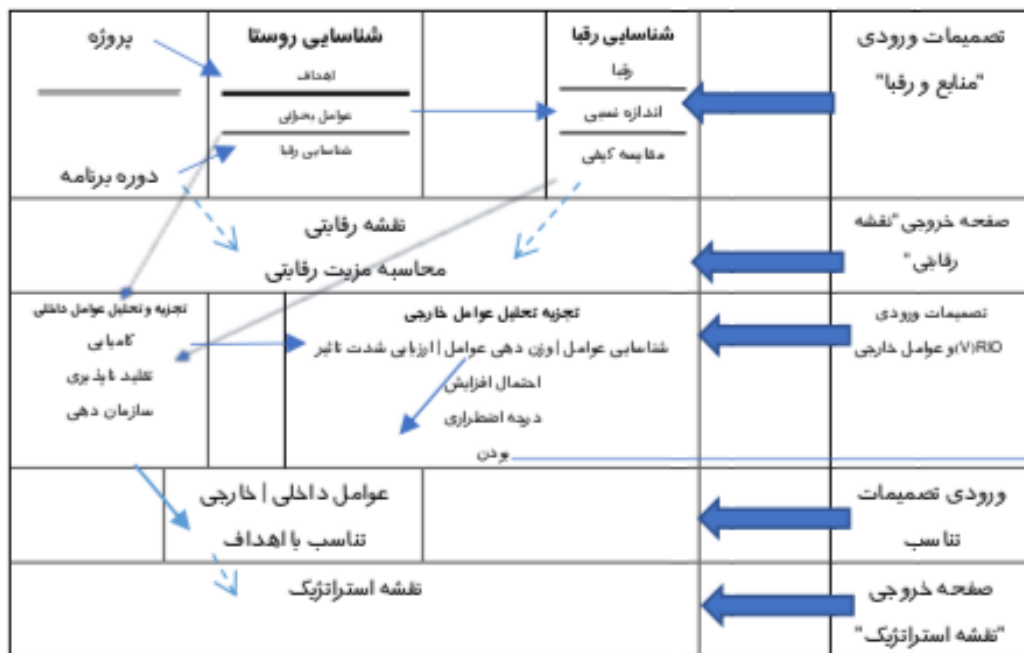 تصمیمات ورودی
"منابع و رقبا"
شناسایی رقبا
رقبا
اندازه نسبی
مقایسه کیفی
شناسایی روستا
اهداف
عوامل بحرانی
شناسایی رقبا
پروژه
دوره برنامه
صفحه خروجی "نقشه
رقابتی"
نقشه رقابتی
محاسبه مزیت رقابتی
تصمیمات ورودی
RIO(V)و عوامل خارجی
تجزیه تحلیل عوامل خارجی
شناسایی عوامل | وزن دهی عوامل | ارزیابی شدت تاثیر
احتمال افزایش
درجه اضطراری
بودن
تجزیه و تحلیل عوامل داخلی
کامیابی
تقلید ناپذیری
سازمان دهی
ورودی تصمیمات
تناسب
عوامل داخلی | خارجی
تناسب با اهداف
صفحه خروجی
"نقشه استراتژیک"
نقشه استراتژیک